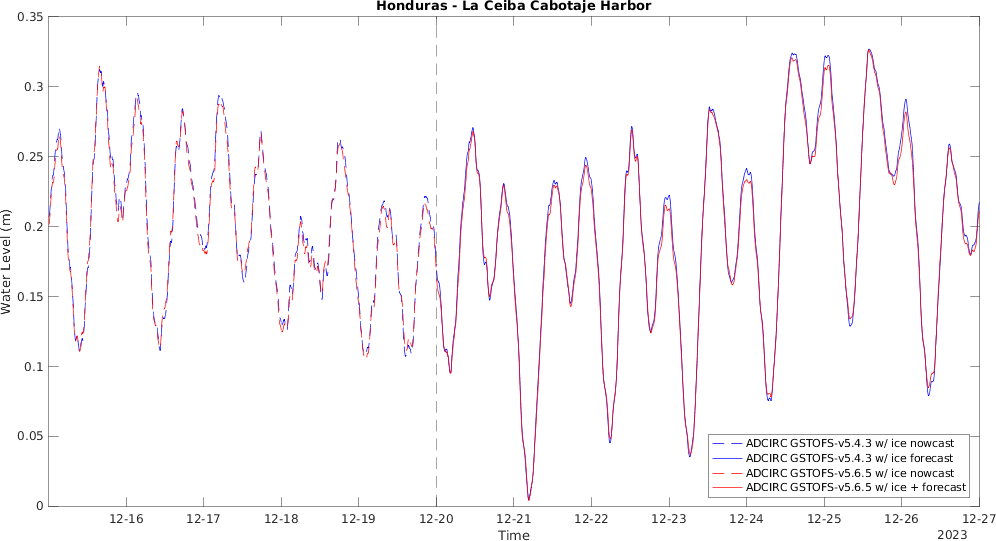 Honduras - La Ceiba Cabotaje Harbor
0.35
0.3
0.25
0.2
0.15
0.1
0.05
0
Water Level (m)
12-16 12-17 12-18 12-19 12-20 12-21 12-22 12-23 12-24 12-25 12-26 12-27
Time
2023
ADCIRC GSTOFS-v5.4.3 w/ ice nowcast
ADCIRC GSTOFS-v5.4.3 w/ ice forecast
ADCIRC GSTOFS-v5.6.5 w/ ice nowcast
ADCIRC GSTOFS-v5.6.5 w/ ice + forecast